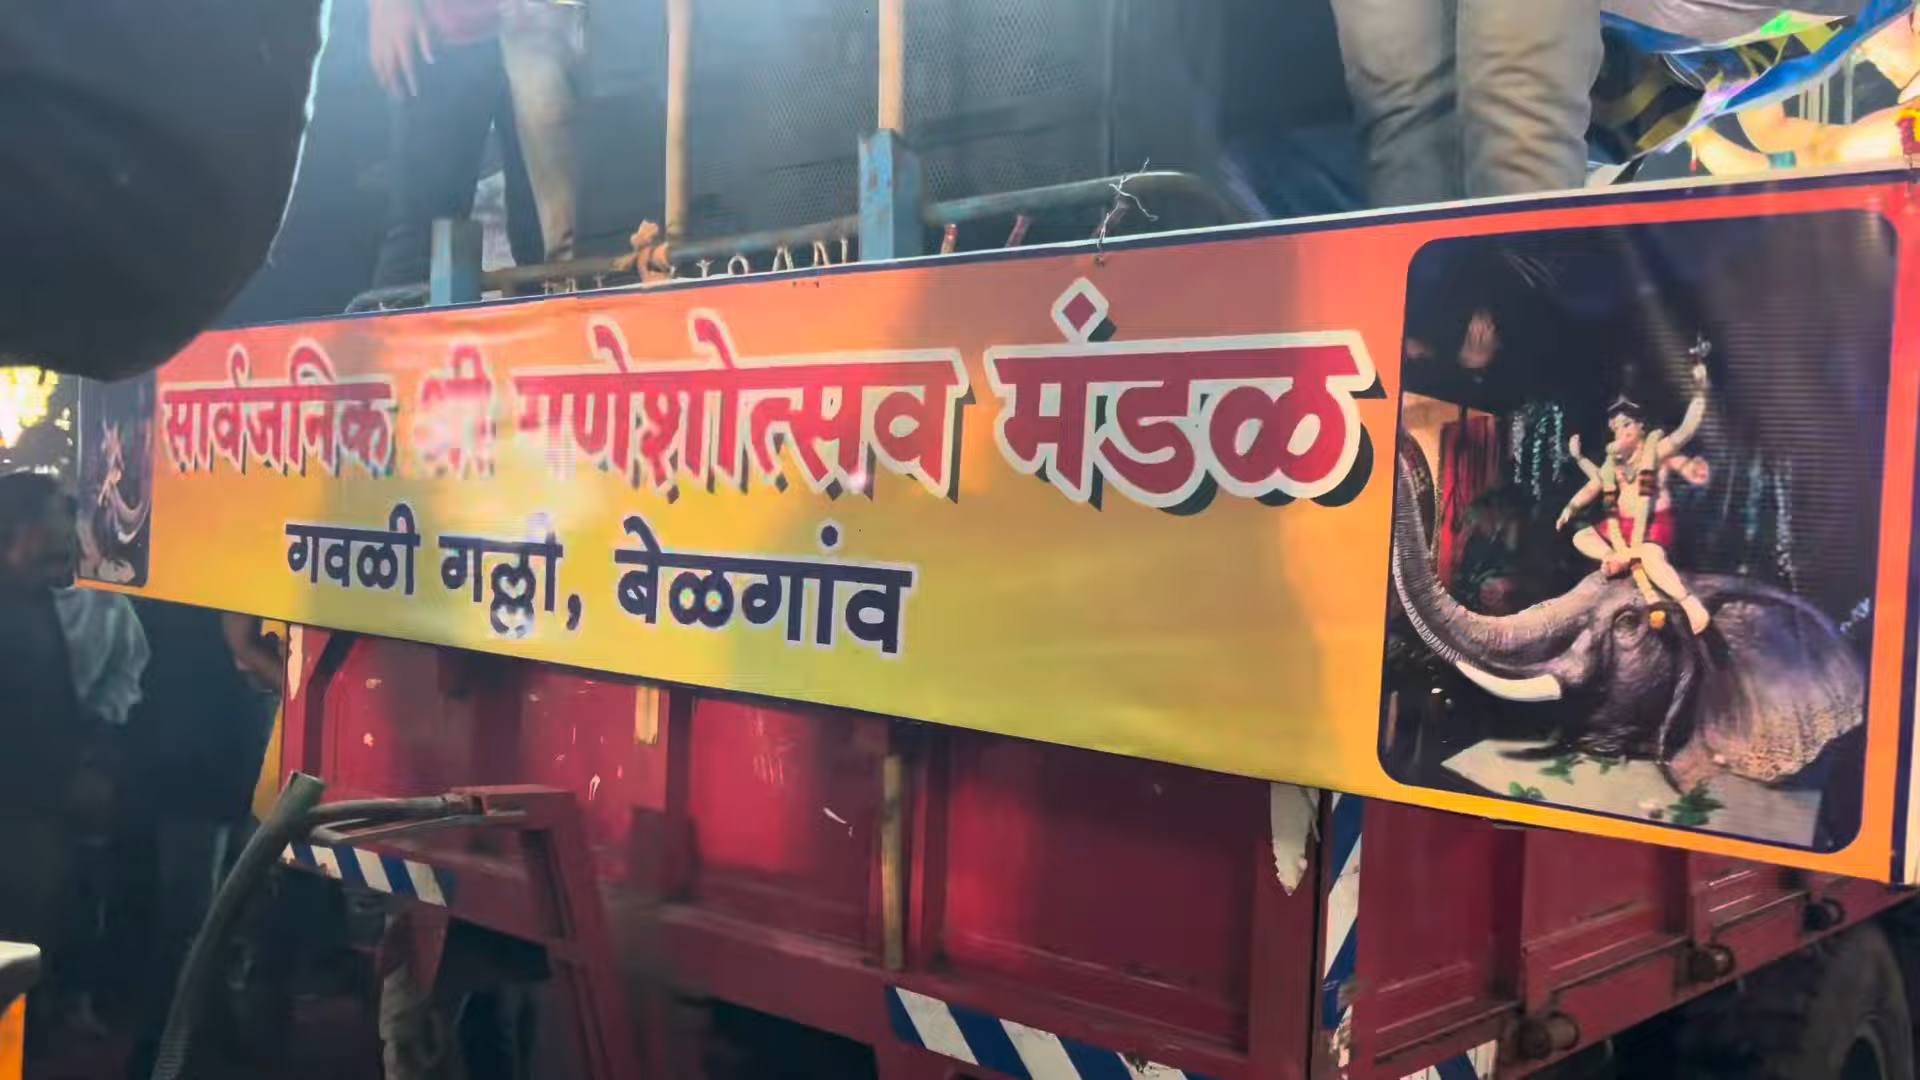 सार्वजनिक श्री गणेशोत्सव मंडळ
गवळी गल्ली, बेळगांव